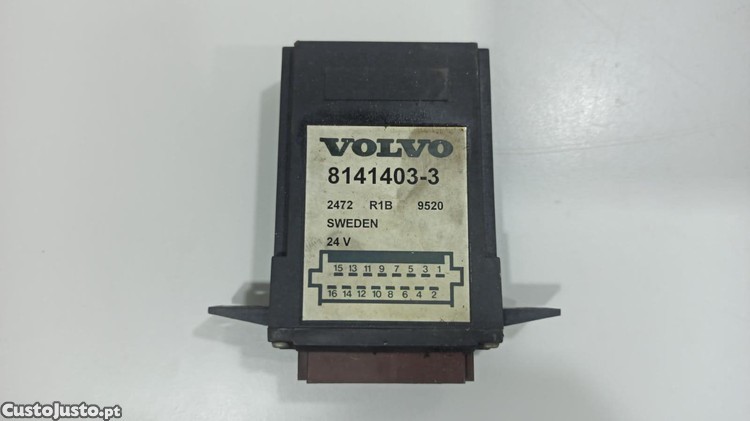 VOLVO
8141403-3
2472 R1B 9520
SWEDEN
24 V
15 13 11 9 7 5 3 1
16 14 12 10 8 6 4 2
CustoJusto.pt